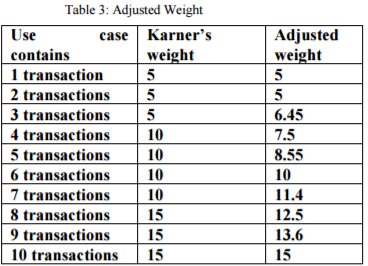 Table 3: Adjusted Weight
Use case contains Karner's weight Adjusted weight
1 transaction 5 5
2 transactions 5 5
3 transactions 5 6.45
4 transactions 10 7.5
5 transactions 10 8.55
6 transactions 10 10
7 transactions 10 11.4
8 transactions 15 12.5
9 transactions 15 13.6
10 transactions 15 15